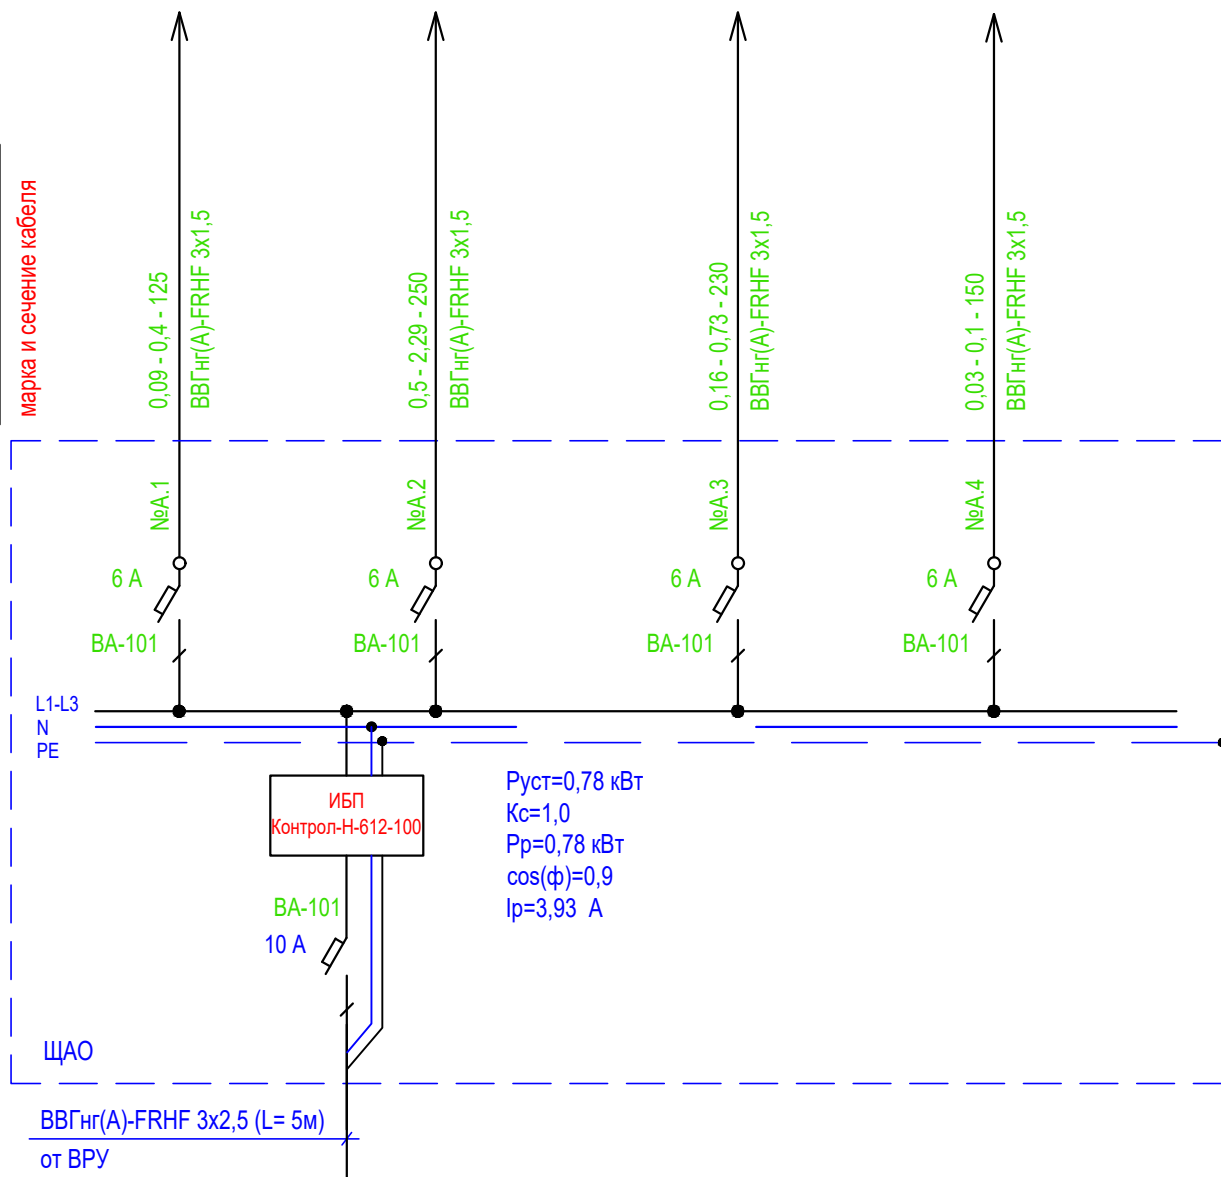 марка и сечение кабеля
0,09 - 0,4 - 125
ВВГнг(А)-FRHF 3х1,5
0,5 - 2,29 - 250
ВВГнг(А)-FRHF 3х1,5
0,16 - 0,73 - 230
ВВГнг(А)-FRHF 3х1,5
0,03 - 0,1 - 150
ВВГнг(А)-FRHF 3х1,5
№А.1
№А.2
№А.3
№А.4
6 А
6 А
6 А
6 А
ВА-101
ВА-101
ВА-101
ВА-101
L1-L3
N
PE
ИБП
Контрол-Н-612-100
Руст=0,78 кВт
Кс=1,0
Рр=0,78 кВт
cos(ф)=0,9
Iр=3,93 А
ВА-101
10 А
ЩАО
ВВГнг(А)-FRHF 3х2,5 (L= 5м)
от ВРУ